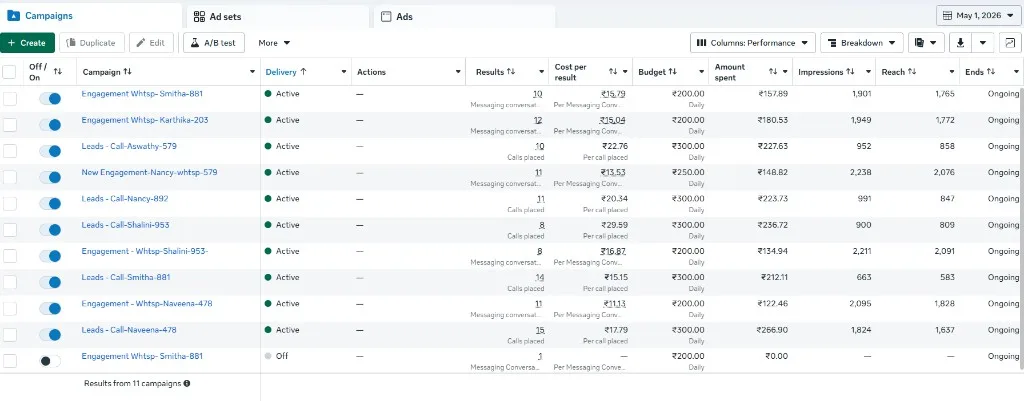 Campaigns
Ad sets
Ads
May 1, 2026
+ Create
Duplicate
Edit
A/B test
More
Columns: Performance
Breakdown
Off / On Campaign Delivery ↑ Actions Results Cost per result Budget Amount spent Impressions Reach Ends
Engagement Whtsp- Smitha-881 Active — 10 ₹15.79 ₹200.00 ₹157.89 1,901 1,765 Ongoing
Messaging conversat... Per Messaging Conv... Daily
Engagement Whtsp- Karthika-203 Active — 12 ₹15.04 ₹200.00 ₹180.53 1,949 1,772 Ongoing
Messaging conversat... Per Messaging Conv... Daily
Leads - Call-Aswathy-579 Active — 10 ₹22.76 ₹300.00 ₹227.63 952 858 Ongoing
Calls placed Per call placed Daily
New Engagement-Nancy-whtsp-579 Active — 11 ₹13.53 ₹250.00 ₹148.82 2,238 2,076 Ongoing
Messaging conversat... Per Messaging Conv... Daily
Leads - Call-Nancy-892 Active — 11 ₹20.34 ₹300.00 ₹223.73 991 847 Ongoing
Calls placed Per call placed Daily
Leads - Call-Shalini-953 Active — 8 ₹29.59 ₹300.00 ₹236.72 900 809 Ongoing
Calls placed Per call placed Daily
Engagement - Whtsp-Shalini-953- Active — 8 ₹16.87 ₹200.00 ₹134.94 2,211 2,091 Ongoing
Messaging conversat... Per Messaging Conv... Daily
Leads - Call-Smitha-881 Active — 14 ₹15.15 ₹300.00 ₹212.11 663 583 Ongoing
Calls placed Per call placed Daily
Engagement - Whtsp-Naveena-478 Active — 11 ₹11.13 ₹200.00 ₹122.46 2,095 1,828 Ongoing
Messaging conversat... Per Messaging Conv... Daily
Leads - Call-Naveena-478 Active — 15 ₹17.79 ₹300.00 ₹266.90 1,824 1,637 Ongoing
Calls placed Per call placed Daily
Engagement Whtsp- Smitha-881 Off — 1 — ₹200.00 ₹0.00 — — Ongoing
Messaging Conversa... Per Messaging Conve... Daily
Results from 11 campaigns